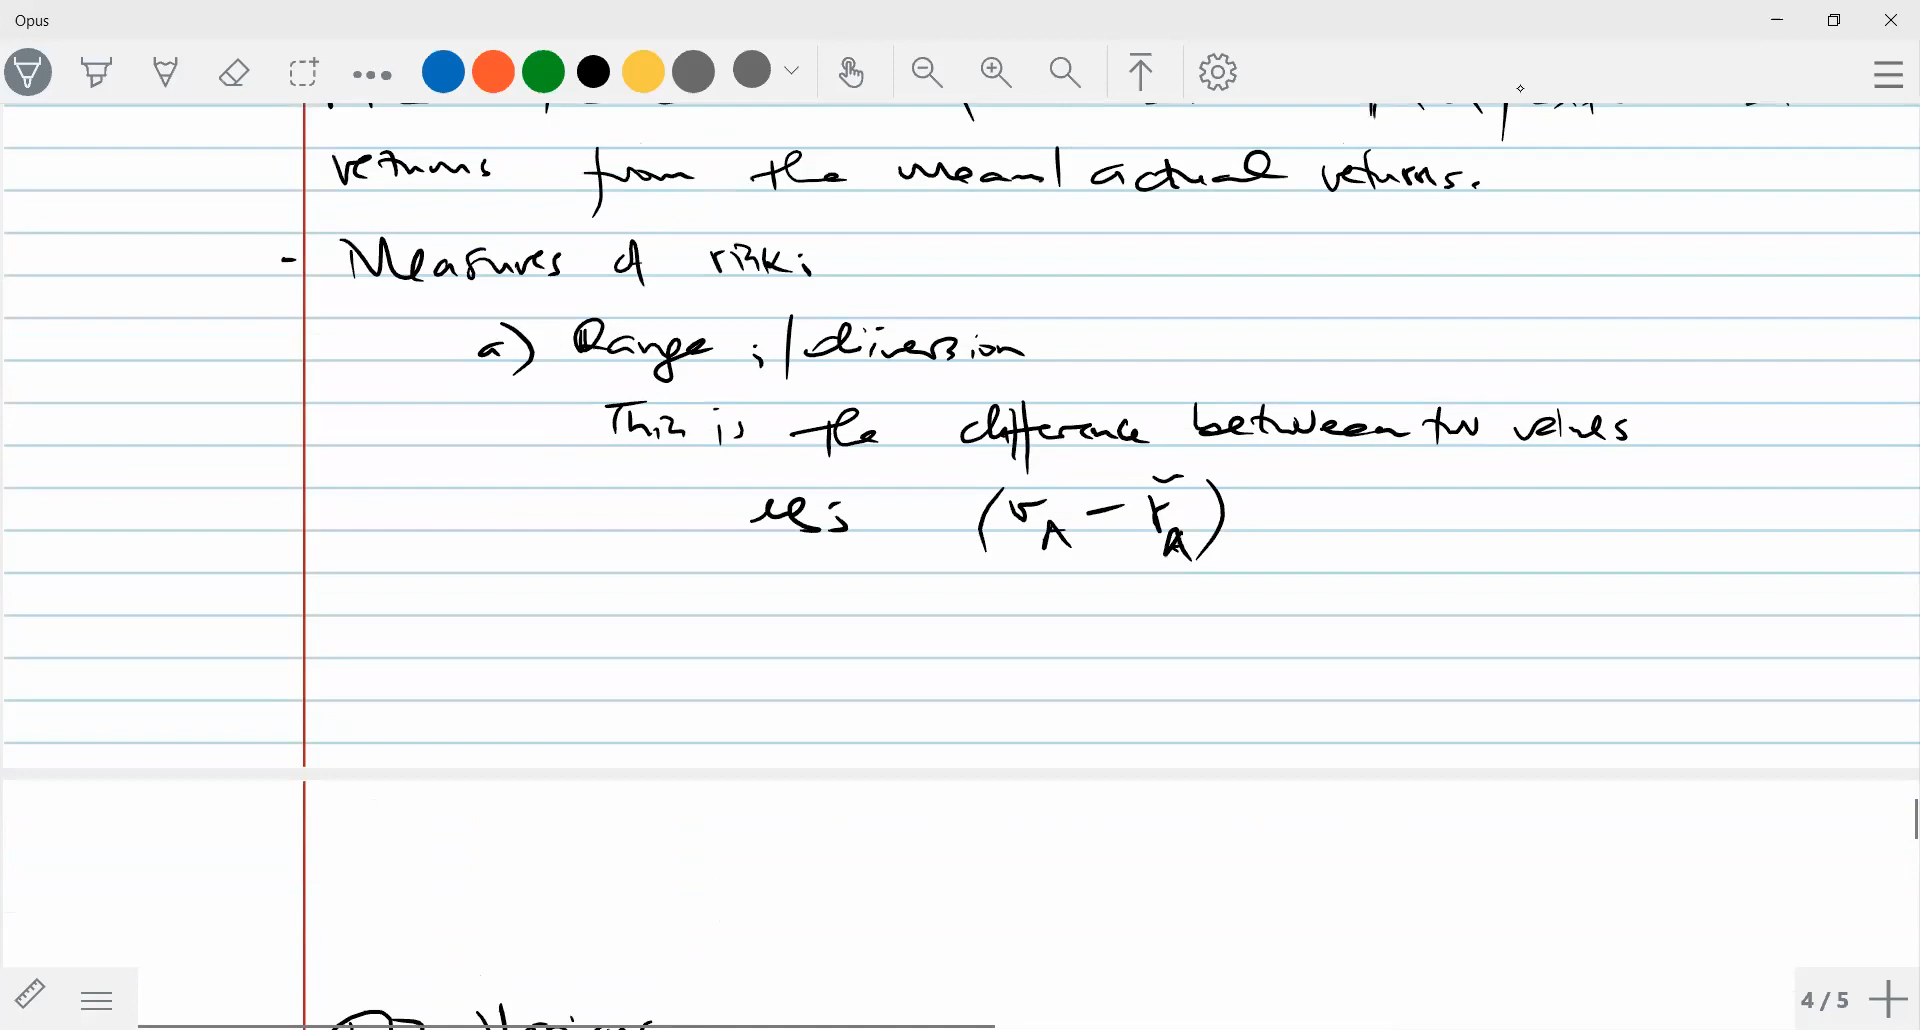 Opus
returns from the mean/actual returns.
- Measures of risk;
a) Range ;/diiversion
This is the difference between two values
(r_A - r̄_A)
4 / 5